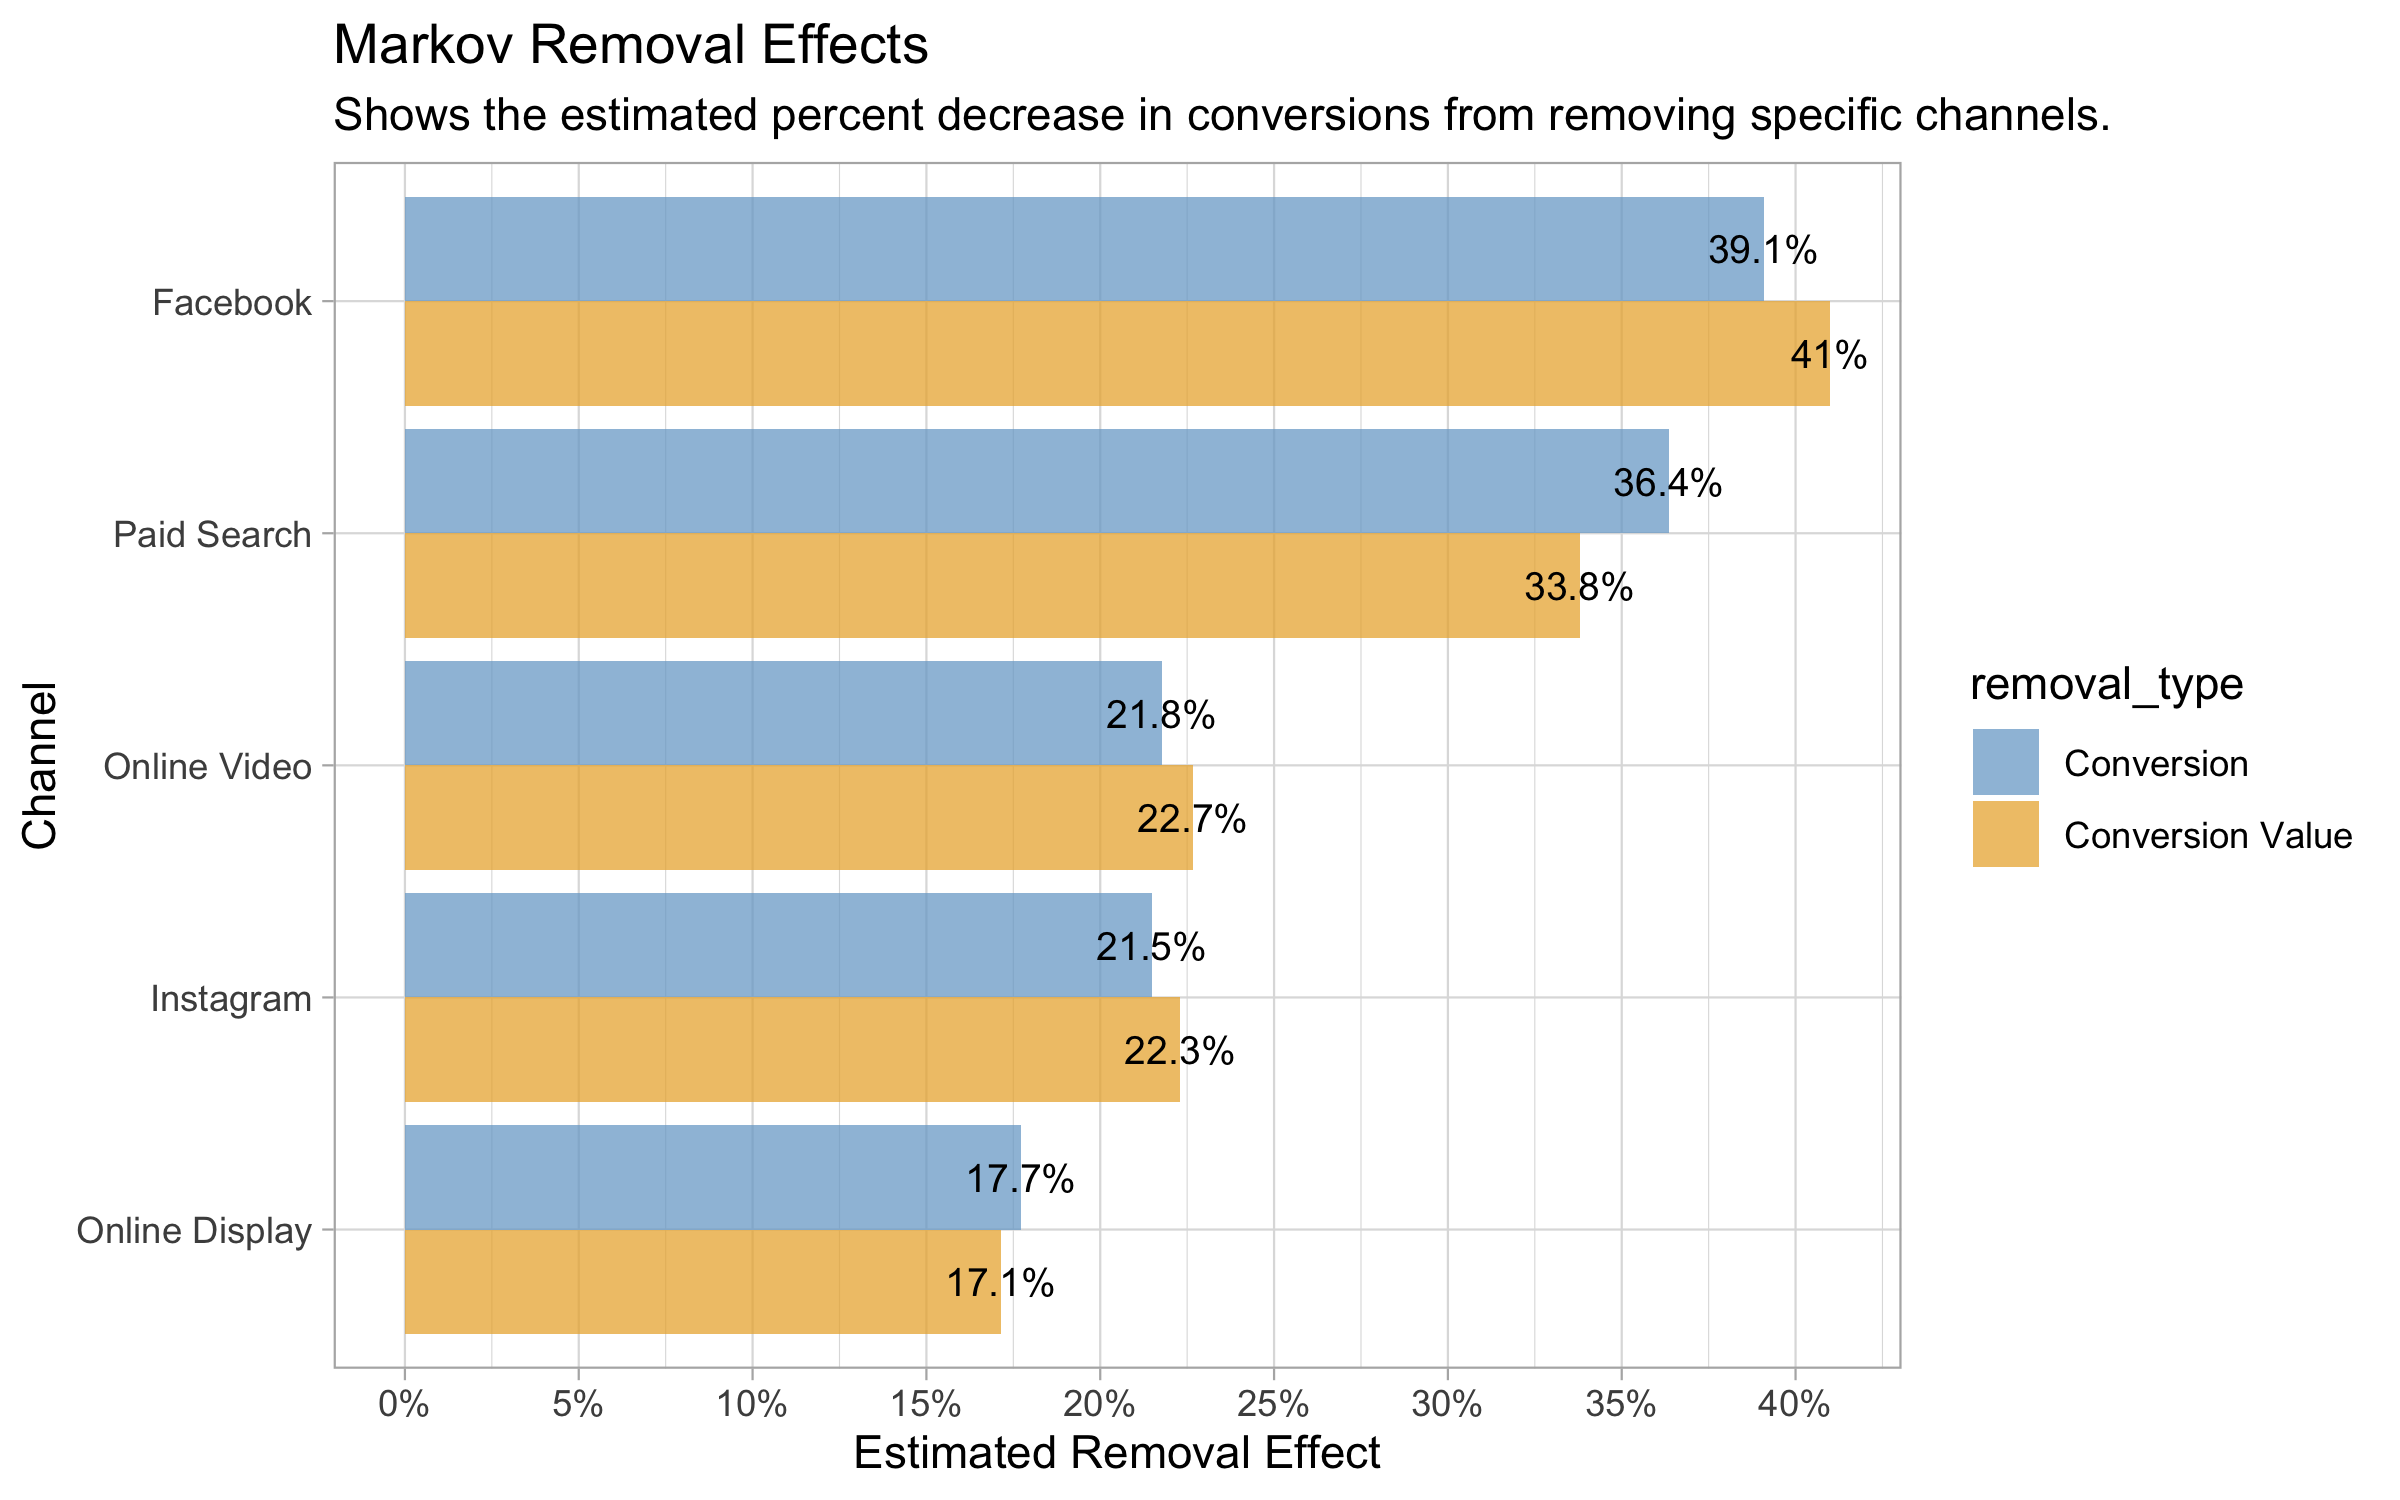 Markov Removal Effects
Shows the estimated percent decrease in conversions from removing specific channels.
Channel
Facebook
39.1%
41%
Paid Search
36.4%
33.8%
Online Video
21.8%
22.7%
Instagram
21.5%
22.3%
Online Display
17.7%
17.1%
0% 5% 10% 15% 20% 25% 30% 35% 40%
Estimated Removal Effect
removal_type
Conversion
Conversion Value